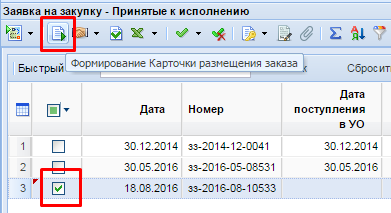 Заявка на закупку - Принятые к исполнению
Формирование Карточки размещения заказа
Быстрый
Сбросить
Дата Номер Дата поступления в УО
1 30.12.2014 зз-2014-12-0041 30.12.2014
2 30.05.2016 зз-2016-05-08531 30.05.2016
3 18.08.2016 зз-2016-08-10533